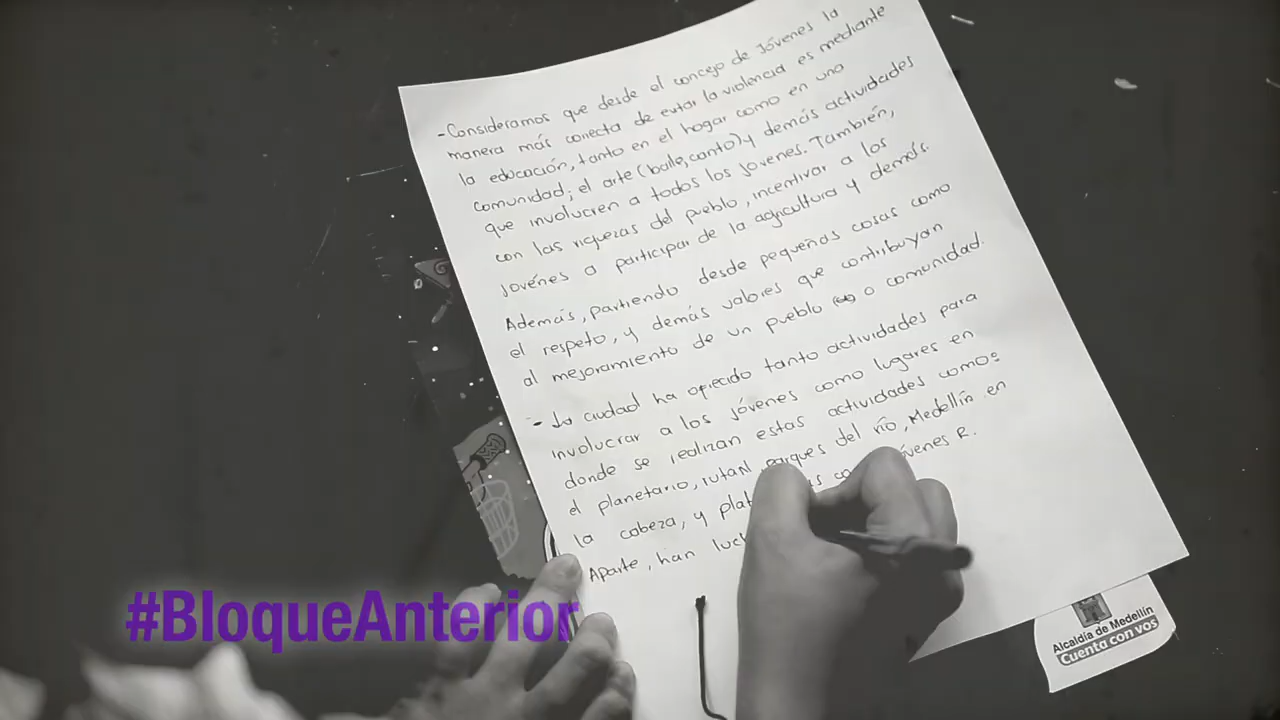 -Consideramos que desde el concejo de Jóvenes la
manera más correcta de evitar la violencia es mediante
la educación, tanto en el hogar como en una
comunidad; el arte (baile, canto) y demás actividades
que involucren a todos los jovenes. También,
con las riquezas del pueblo, incentivar a los
jovénes a participar de la agricultura y demás.
Además, partiendo desde pequeñas cosas como
el respeto, y demás valores que contribuyan
al mejoramiento de un pueblo o comunidad.
- La ciudad ha ofrecido tanto actividades para
involucrar a los jóvenes como lugares en
donde se realizan estas actividades como:
el planetario, rutaN, parques del río, Medellín en
la cabeza, y jóvenes R.
Aparte, han
#BloqueAnterior
Alcaldía de Medellín
Cuenta con vos